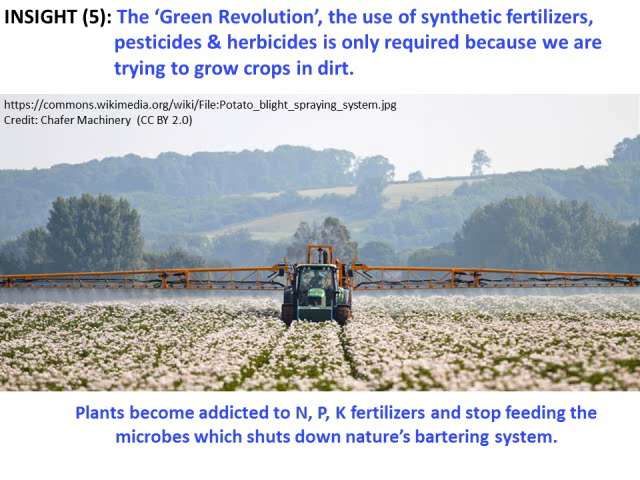 INSIGHT (5): The ‘Green Revolution’, the use of synthetic fertilizers,
pesticides & herbicides is only required because we are
trying to grow crops in dirt.
https://commons.wikimedia.org/wiki/File:Potato_blight_spraying_system.jpg
Credit: Chafer Machinery  (CC BY 2.0)
Plants become addicted to N, P, K fertilizers and stop feeding the
microbes which shuts down nature’s bartering system.